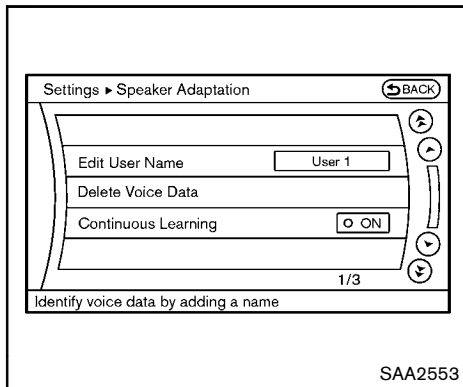 Settings ▶ Speaker Adaptation BACK
Edit User Name User 1
Delete Voice Data
Continuous Learning ON
1/3
Identify voice data by adding a name
SAA2553